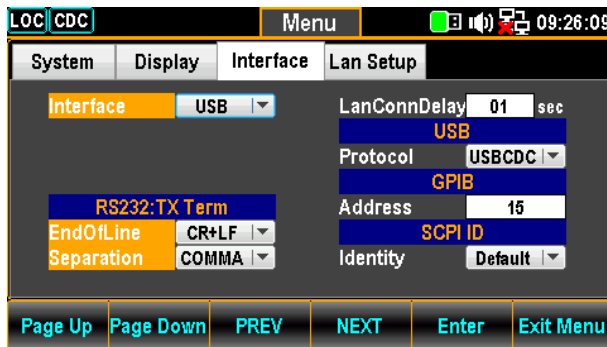 LOC CDC Menu 09:26:09
System Display Interface Lan Setup
Interface USB LanConnDelay 01 sec
USB
Protocol USBCDC
GPIB
RS232:TX Term Address 15
EndOfLine CR+LF SCPI ID
Separation COMMA Identity Default
Page Up Page Down PREV NEXT Enter Exit Menu